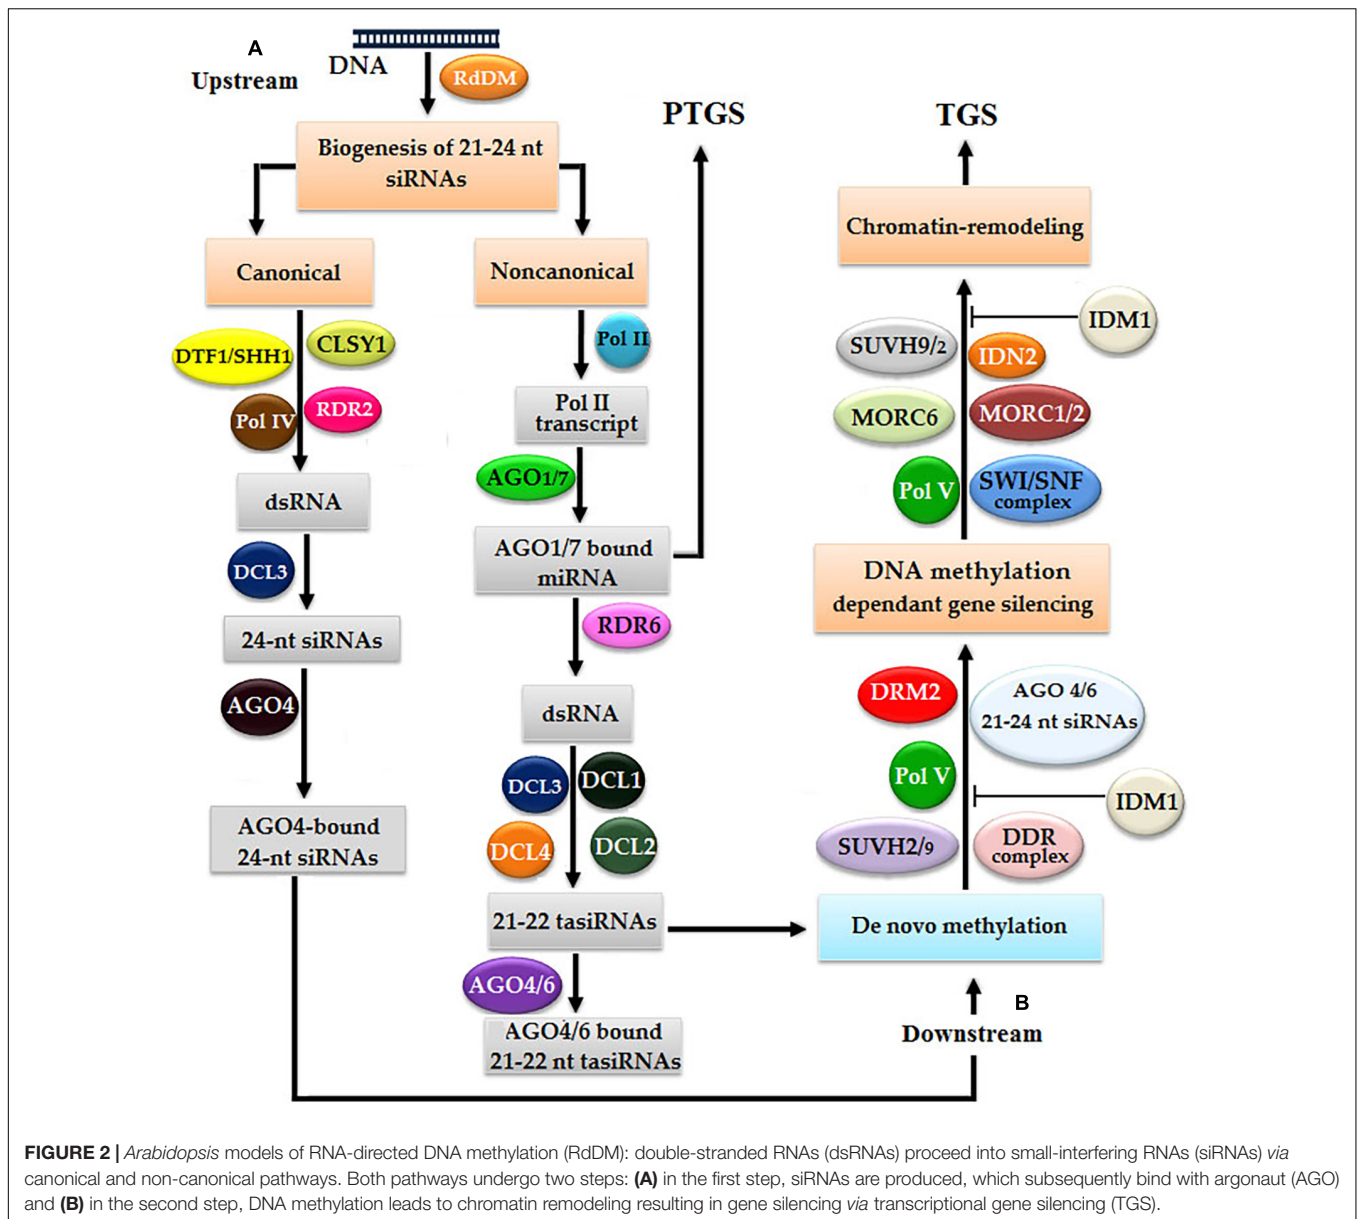 A
Upstream
DNA
RdDM
PTGS
TGS
Biogenesis of 21-24 nt
siRNAs
Canonical
Noncanonical
Chromatin-remodeling
DTF1/SHH1
CLSY1
Pol IV
RDR2
dsRNA
DCL3
24-nt siRNAs
AGO4
AGO4-bound
24-nt siRNAs
Pol II
Pol II
transcript
AGO1/7
AGO1/7 bound
miRNA
RDR6
dsRNA
DCL3
DCL1
DCL4
DCL2
21-22 tasiRNAs
AGO4/6
AGO4/6 bound
21-22 nt tasiRNAs
IDM1
SUVH9/2
IDN2
MORC6
MORC1/2
Pol V
SWI/SNF
complex
DNA methylation
dependant gene silencing
DRM2
AGO 4/6
21-24 nt siRNAs
Pol V
IDM1
SUVH2/9
DDR
complex
De novo methylation
B
Downstream
FIGURE 2 | Arabidopsis models of RNA-directed DNA methylation (RdDM): double-stranded RNAs (dsRNAs) proceed into small-interfering RNAs (siRNAs) via
canonical and non-canonical pathways. Both pathways undergo two steps: (A) in the first step, siRNAs are produced, which subsequently bind with argonaut (AGO)
and (B) in the second step, DNA methylation leads to chromatin remodeling resulting in gene silencing via transcriptional gene silencing (TGS).